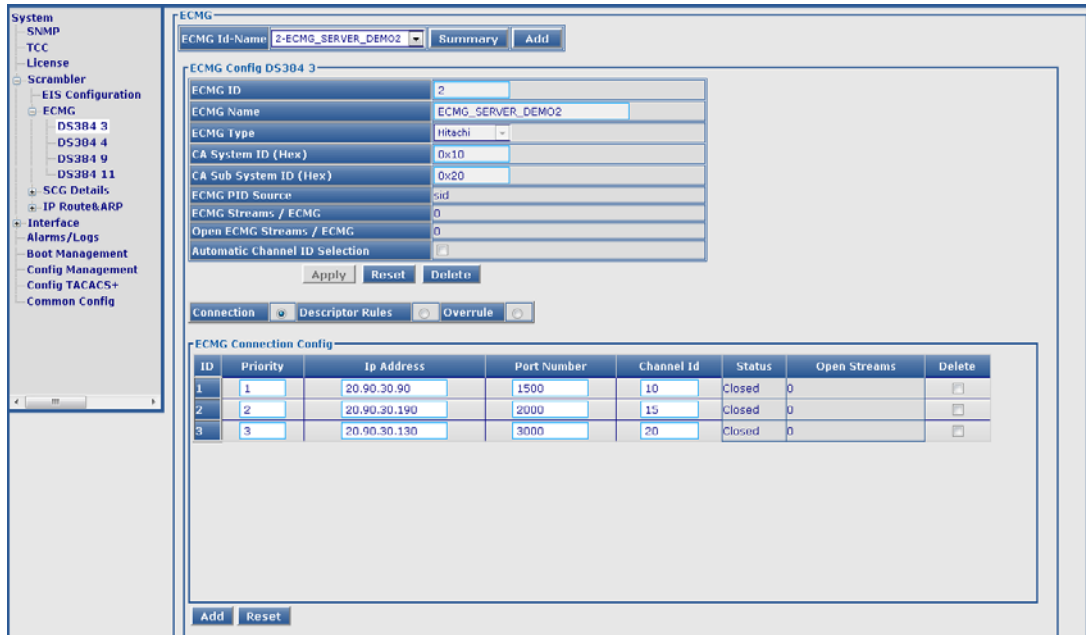 System
SNMP
TCC
License
Scrambler
EIS Configuration
ECMG
DS384 3
DS384 4
DS384 9
DS384 11
SCG Details
IP Route&ARP
Interface
Alarms/Logs
Boot Management
Config Management
Config TACACS+
Common Config
ECMG
ECMG Id-Name 2-ECMG_SERVER_DEMO2 Summary Add
ECMG Config DS384 3
ECMG ID 2
ECMG Name ECMG_SERVER_DEMO2
ECMG Type Hitachi
CA System ID (Hex) 0x10
CA Sub System ID (Hex) 0x20
ECMG PID Source sid
ECMG Streams / ECMG 0
Open ECMG Streams / ECMG 0
Automatic Channel ID Selection
Apply Reset Delete
Connection Descriptor Rules Overrule
ECMG Connection Config
ID Priority Ip Address Port Number Channel Id Status Open Streams Delete
1 1 20.90.30.90 1500 10 Closed 0
2 2 20.90.30.190 2000 15 Closed 0
3 3 20.90.30.130 3000 20 Closed 0
Add Reset